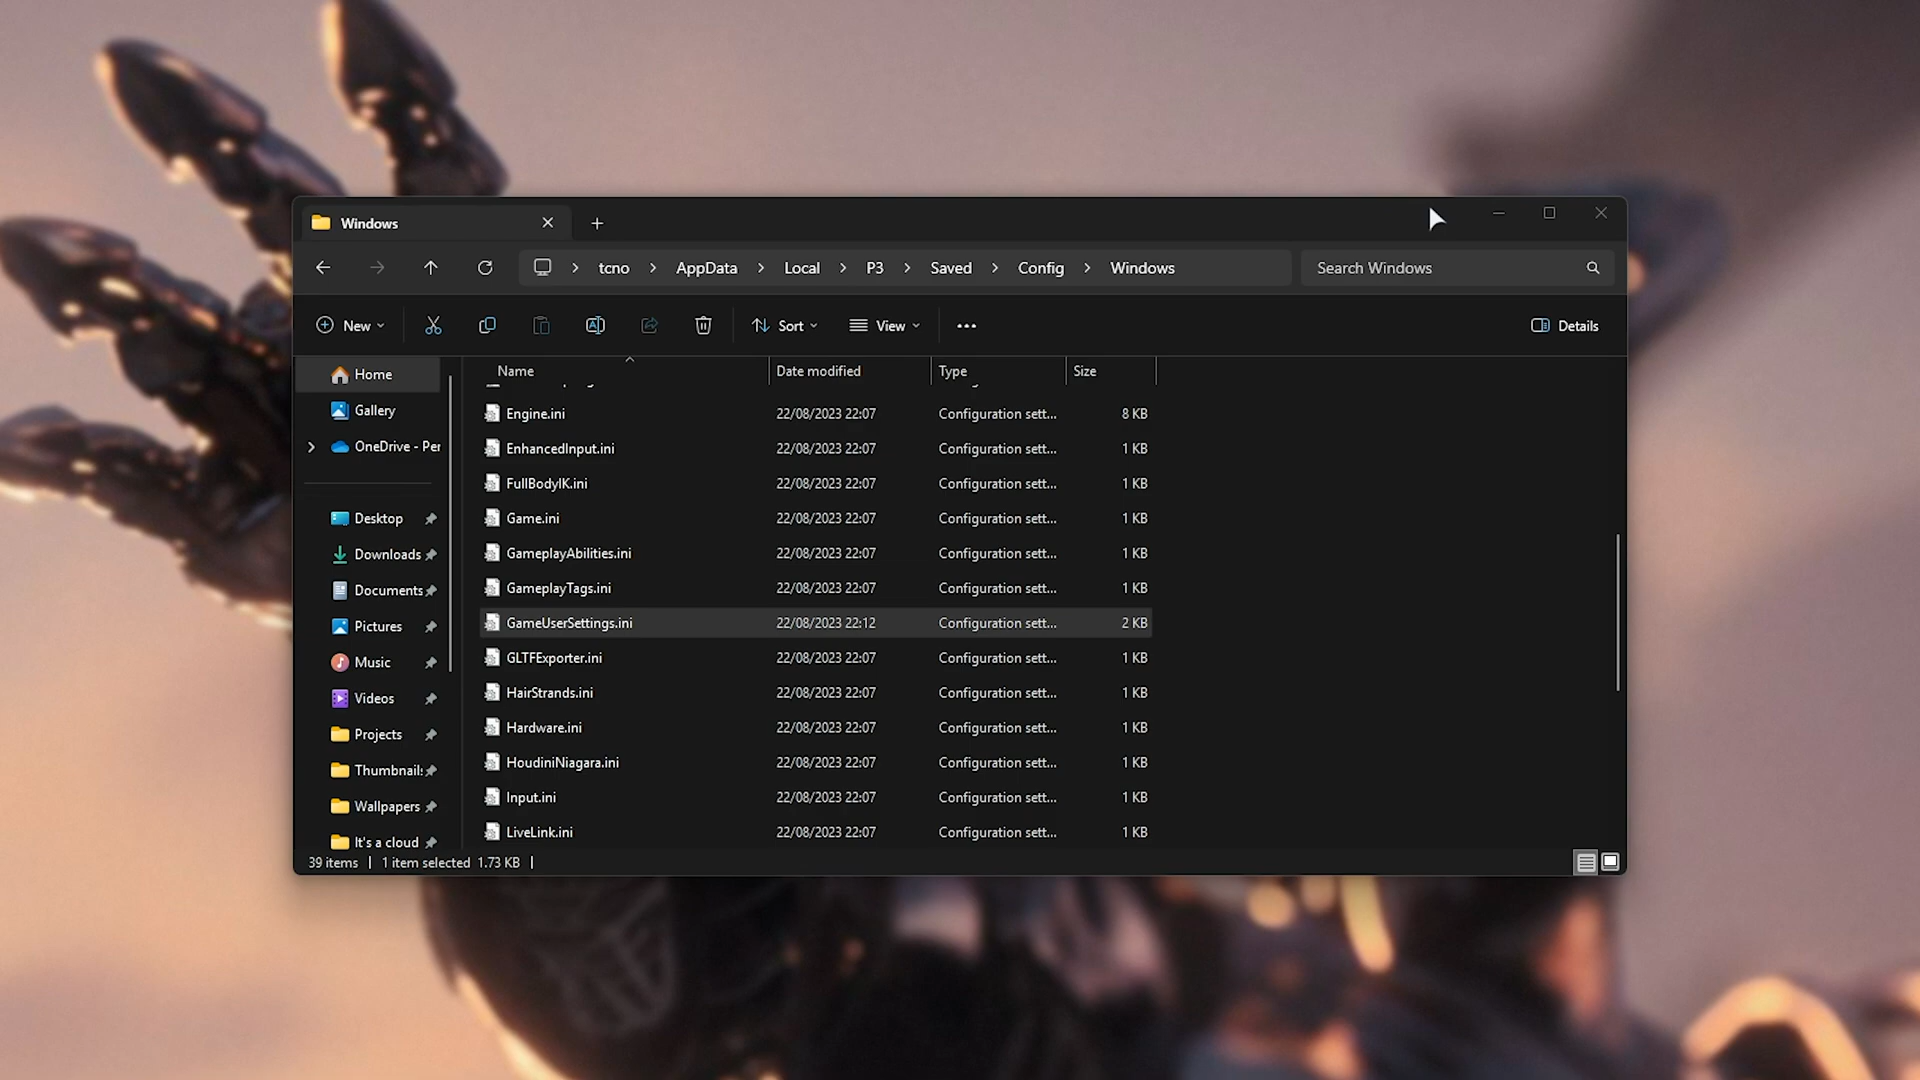 Windows
tcno AppData Local P3 Saved Config Windows
Search Windows
New Sort View Details
Name Date modified Type Size
Engine.ini 22/08/2023 22:07 Configuration sett... 8 KB
EnhancedInput.ini 22/08/2023 22:07 Configuration sett... 1 KB
FullBodyIK.ini 22/08/2023 22:07 Configuration sett... 1 KB
Game.ini 22/08/2023 22:07 Configuration sett... 1 KB
GameplayAbilities.ini 22/08/2023 22:07 Configuration sett... 1 KB
GameplayTags.ini 22/08/2023 22:07 Configuration sett... 1 KB
GameUserSettings.ini 22/08/2023 22:12 Configuration sett... 2 KB
GLTFExporter.ini 22/08/2023 22:07 Configuration sett... 1 KB
HairStrands.ini 22/08/2023 22:07 Configuration sett... 1 KB
Hardware.ini 22/08/2023 22:07 Configuration sett... 1 KB
HoudiniNiagara.ini 22/08/2023 22:07 Configuration sett... 1 KB
Input.ini 22/08/2023 22:07 Configuration sett... 1 KB
LiveLink.ini 22/08/2023 22:07 Configuration sett... 1 KB
Home
Gallery
OneDrive - Per
Desktop
Downloads
Documents
Pictures
Music
Videos
Projects
Thumbnails
Wallpapers
It's a cloud
39 items 1 item selected 1.73 KB